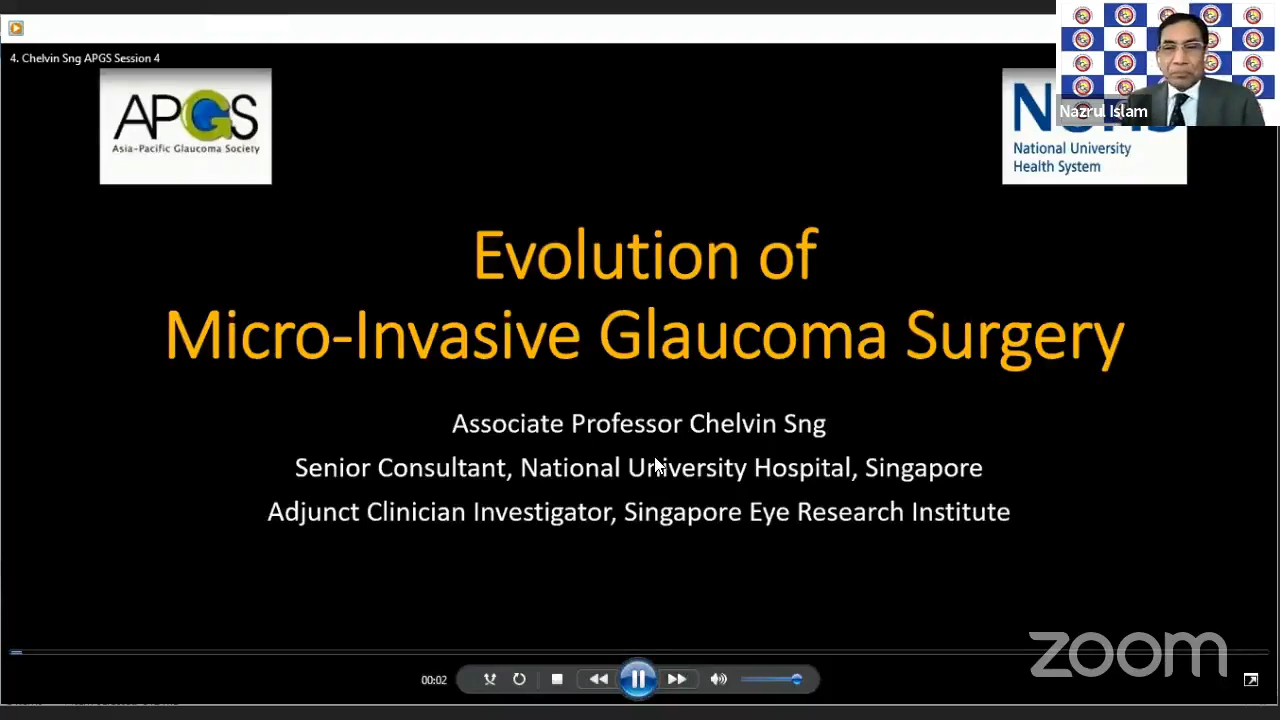 4. Chelvin Sng APGS Session 4
APGS
Asia-Pacific Glaucoma Society
Nazrul Islam
National University
Health System
Evolution of
Micro-Invasive Glaucoma Surgery
Associate Professor Chelvin Sng
Senior Consultant, National University Hospital, Singapore
Adjunct Clinician Investigator, Singapore Eye Research Institute
zoom
00:02